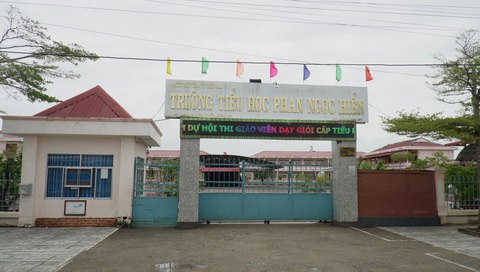 TRƯỜNG TIỂU HỌC PHAN NGỌC HIỂN
DỰ HỘI THI GIÁO VIÊN DẠY GIỎI CẤP TIỂU